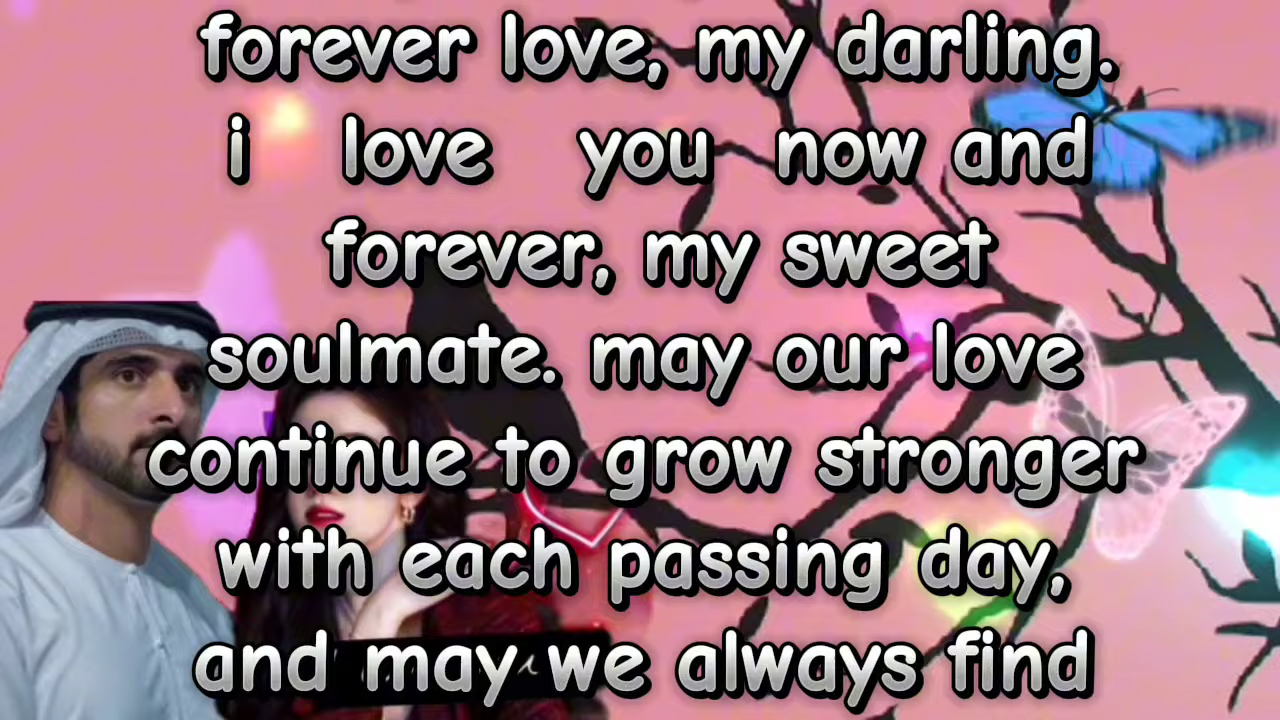 forever love, my darling.
i love you now and
forever, my sweet
soulmate. may our love
continue to grow stronger
with each passing day,
and may we always find